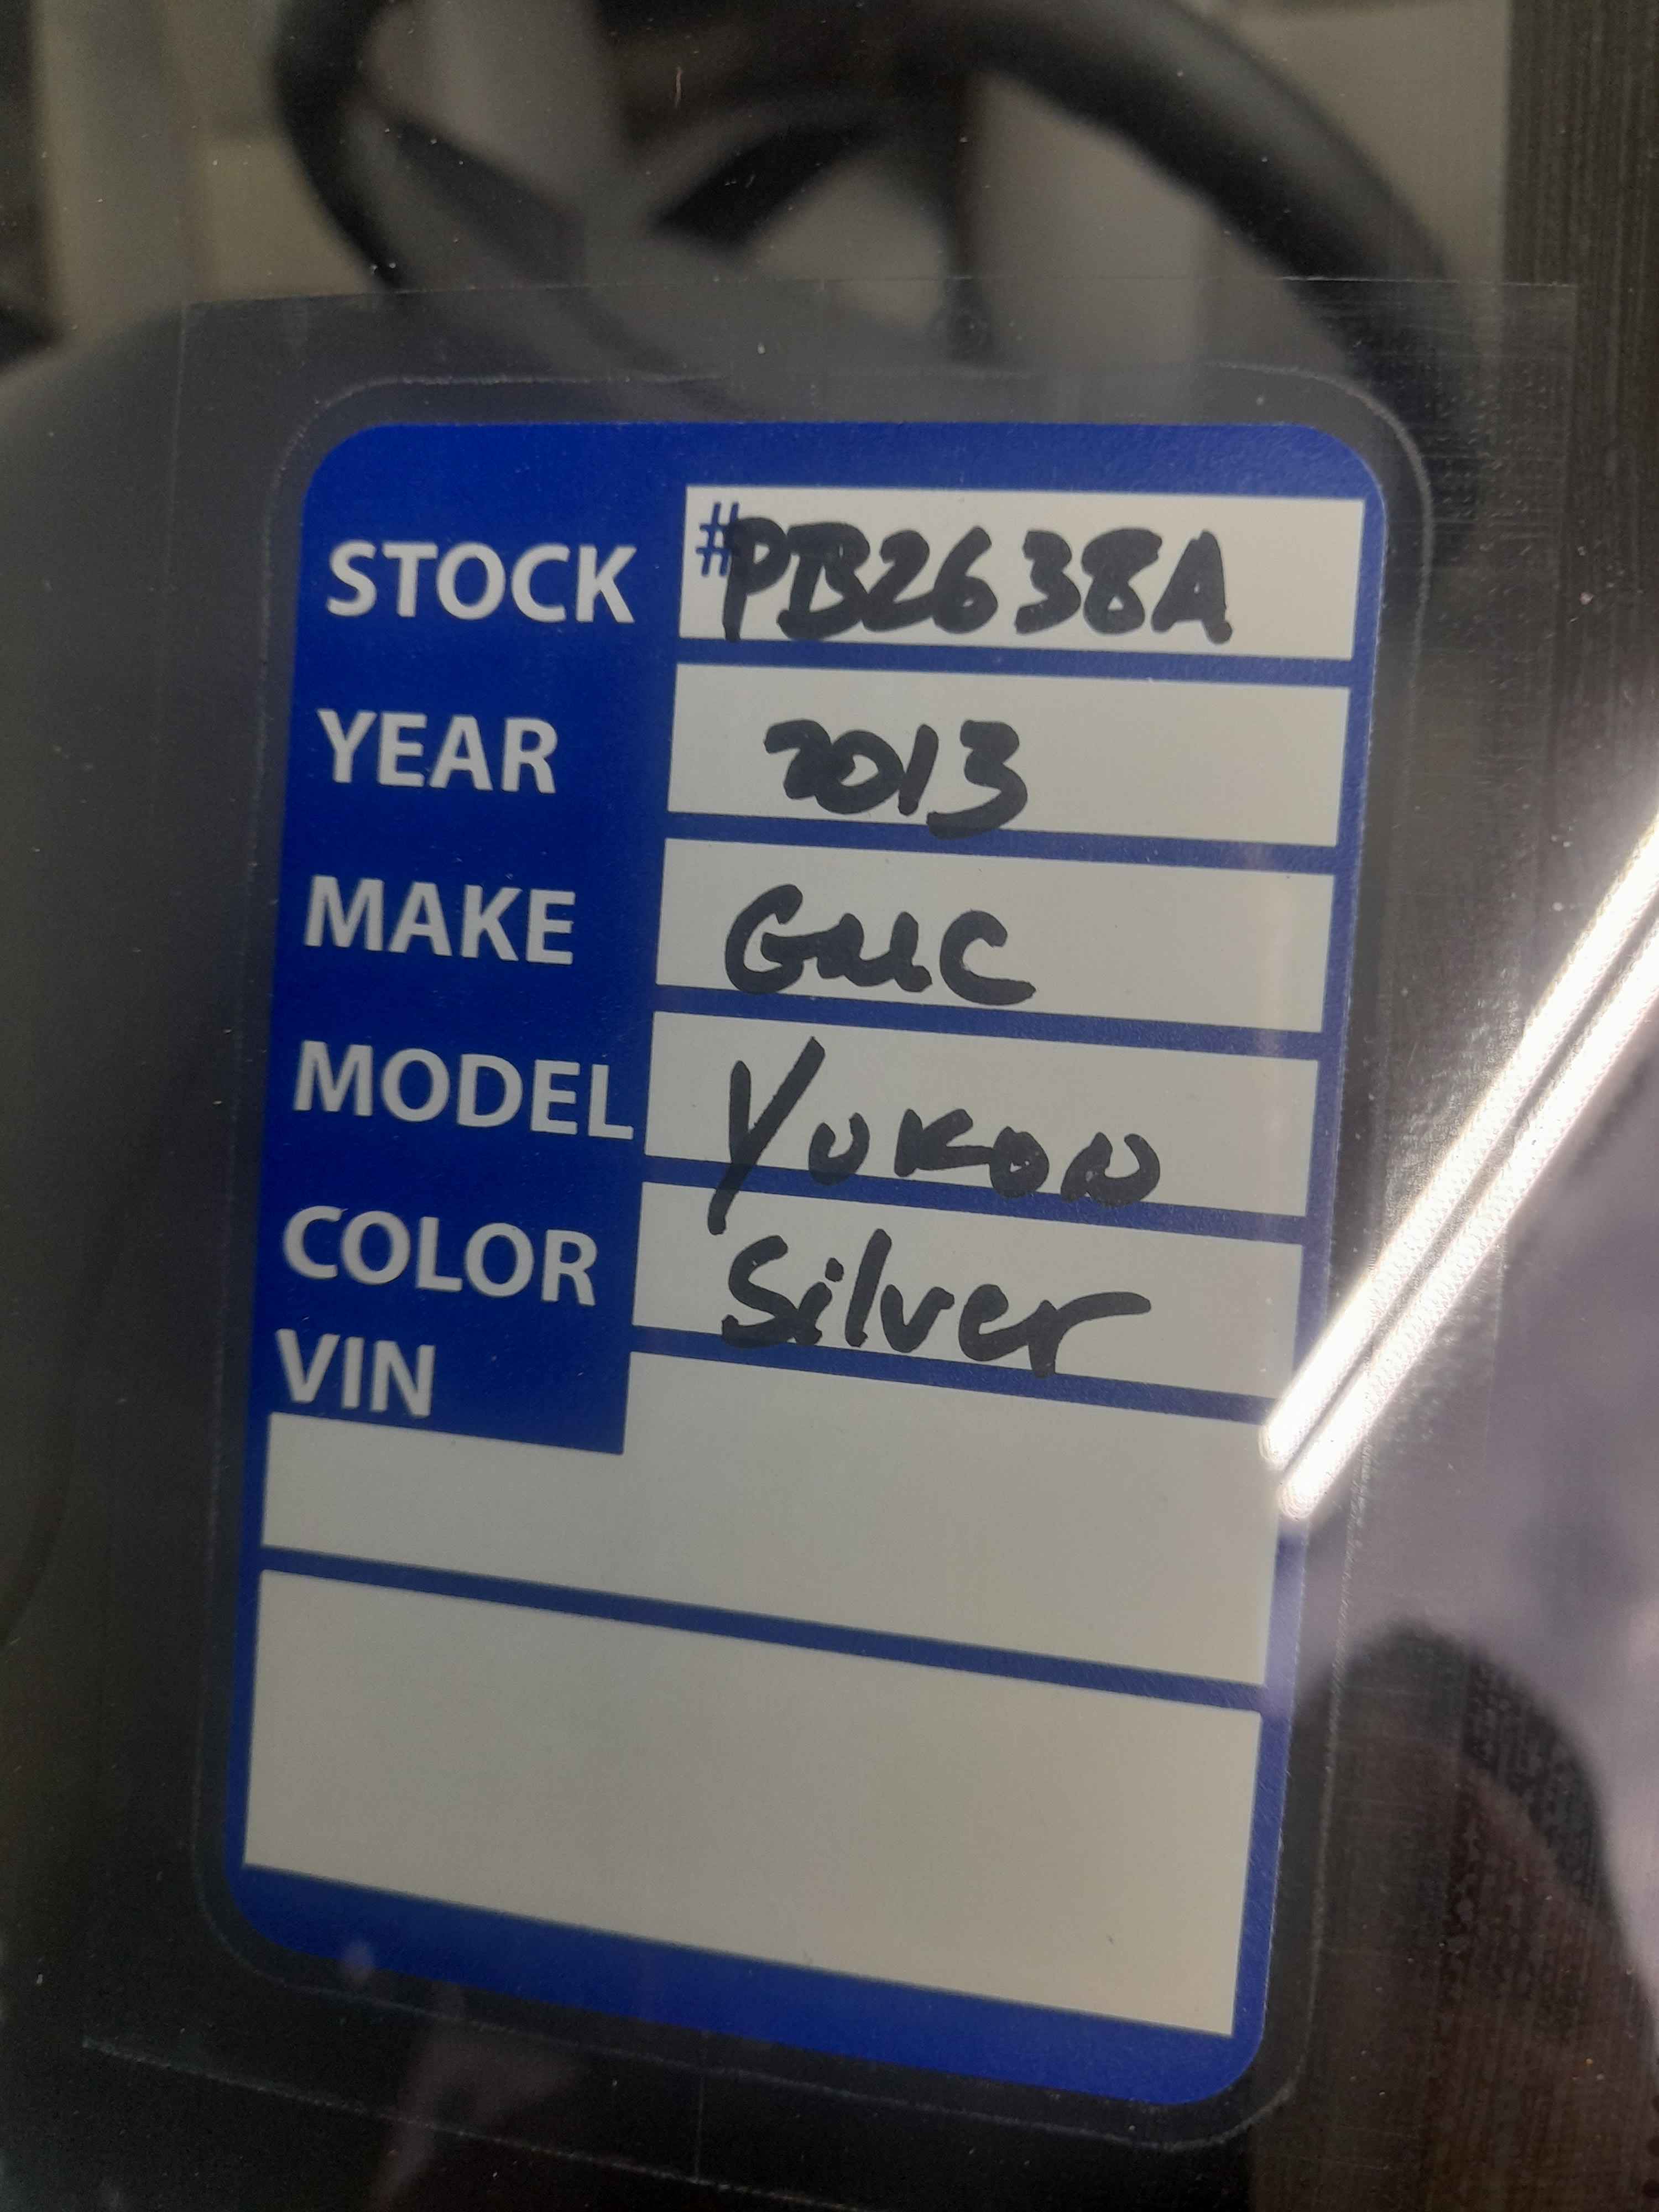 STOCK #PB2638A
YEAR 2013
MAKE GMC
MODEL YUKON
COLOR Silver
VIN